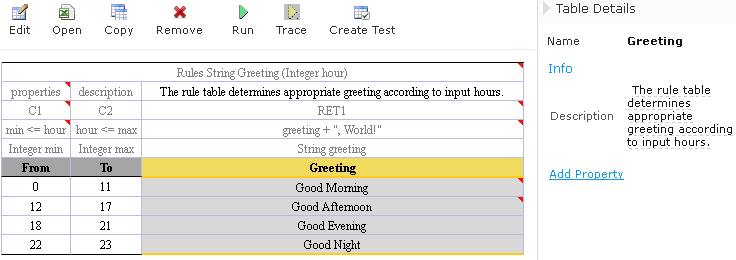 Edit Open Copy Remove Run Trace Create Test
Rules String Greeting (Integer hour)
properties description The rule table determines appropriate greeting according to input hours.
C1 C2 RET1
min <= hour hour <= max greeting + ", World!"
Integer min Integer max String greeting
From To Greeting
0 11 Good Morning
12 17 Good Afternoon
18 21 Good Evening
22 23 Good Night
Table Details
Name Greeting
Info
Description The rule table
determines
appropriate
greeting according
to input hours.
Add Property